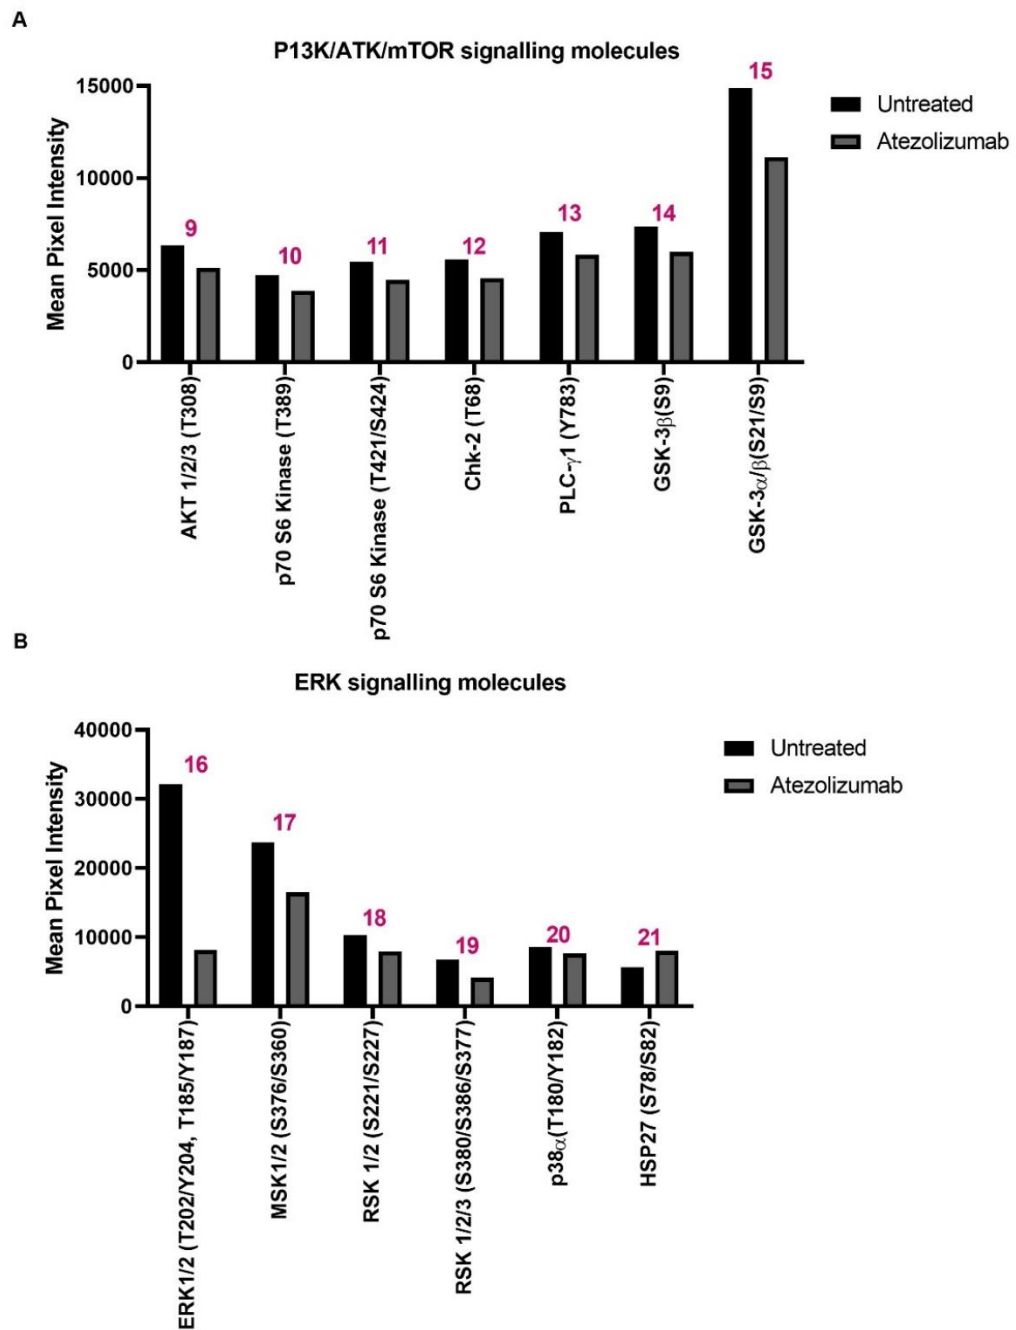 A
P13K/ATK/mTOR signalling molecules
Mean Pixel Intensity
15000
10000
5000
0
9
10
11
12
13
14
15
Untreated
Atezolizumab
AKT 1/2/3 (T308)
p70 S6 Kinase (T389)
p70 S6 Kinase (T421/S424)
Chk-2 (T68)
PLC-γ1 (Y783)
GSK-3β(S9)
GSK-3α/β(S21/S9)
B
ERK signalling molecules
Mean Pixel Intensity
40000
30000
20000
10000
0
16
17
18
19
20
21
Untreated
Atezolizumab
ERK1/2 (T202/Y204, T185/Y187)
MSK1/2 (S376/S360)
RSK 1/2 (S221/S227)
RSK 1/2/3 (S380/S386/S377)
p38α(T180/Y182)
HSP27 (S78/S82)